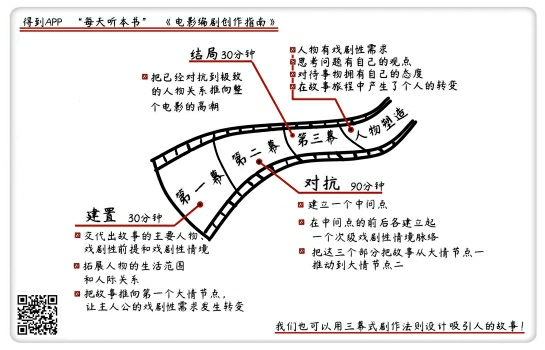 得到APP “每天听本书” 《电影编剧创作指南》
结局 30分钟
把已经对抗到极致
的人物关系推向整
个电影的高潮
人物有戏剧性需求
思考问题有自己的观点
对待事物拥有自己的态度
在故事旅程中产生了个人的转变
第一幕
第二幕
第三幕
人物塑造
建置 30分钟
交代出故事的主要人物
戏剧性前提和戏剧性情境
拓展人物的生活范围
和人际关系
把故事推向第一个大情节点，
让主人公的戏剧性需求发生转变
对抗 90分钟
建立一个中间点
在中间点的前后各建立起
一个次级戏剧性情境脉络
把这三个部分把故事从大情节点一
推动到大情节点二
我们也可以用三幕式剧作法则设计吸引人的故事！